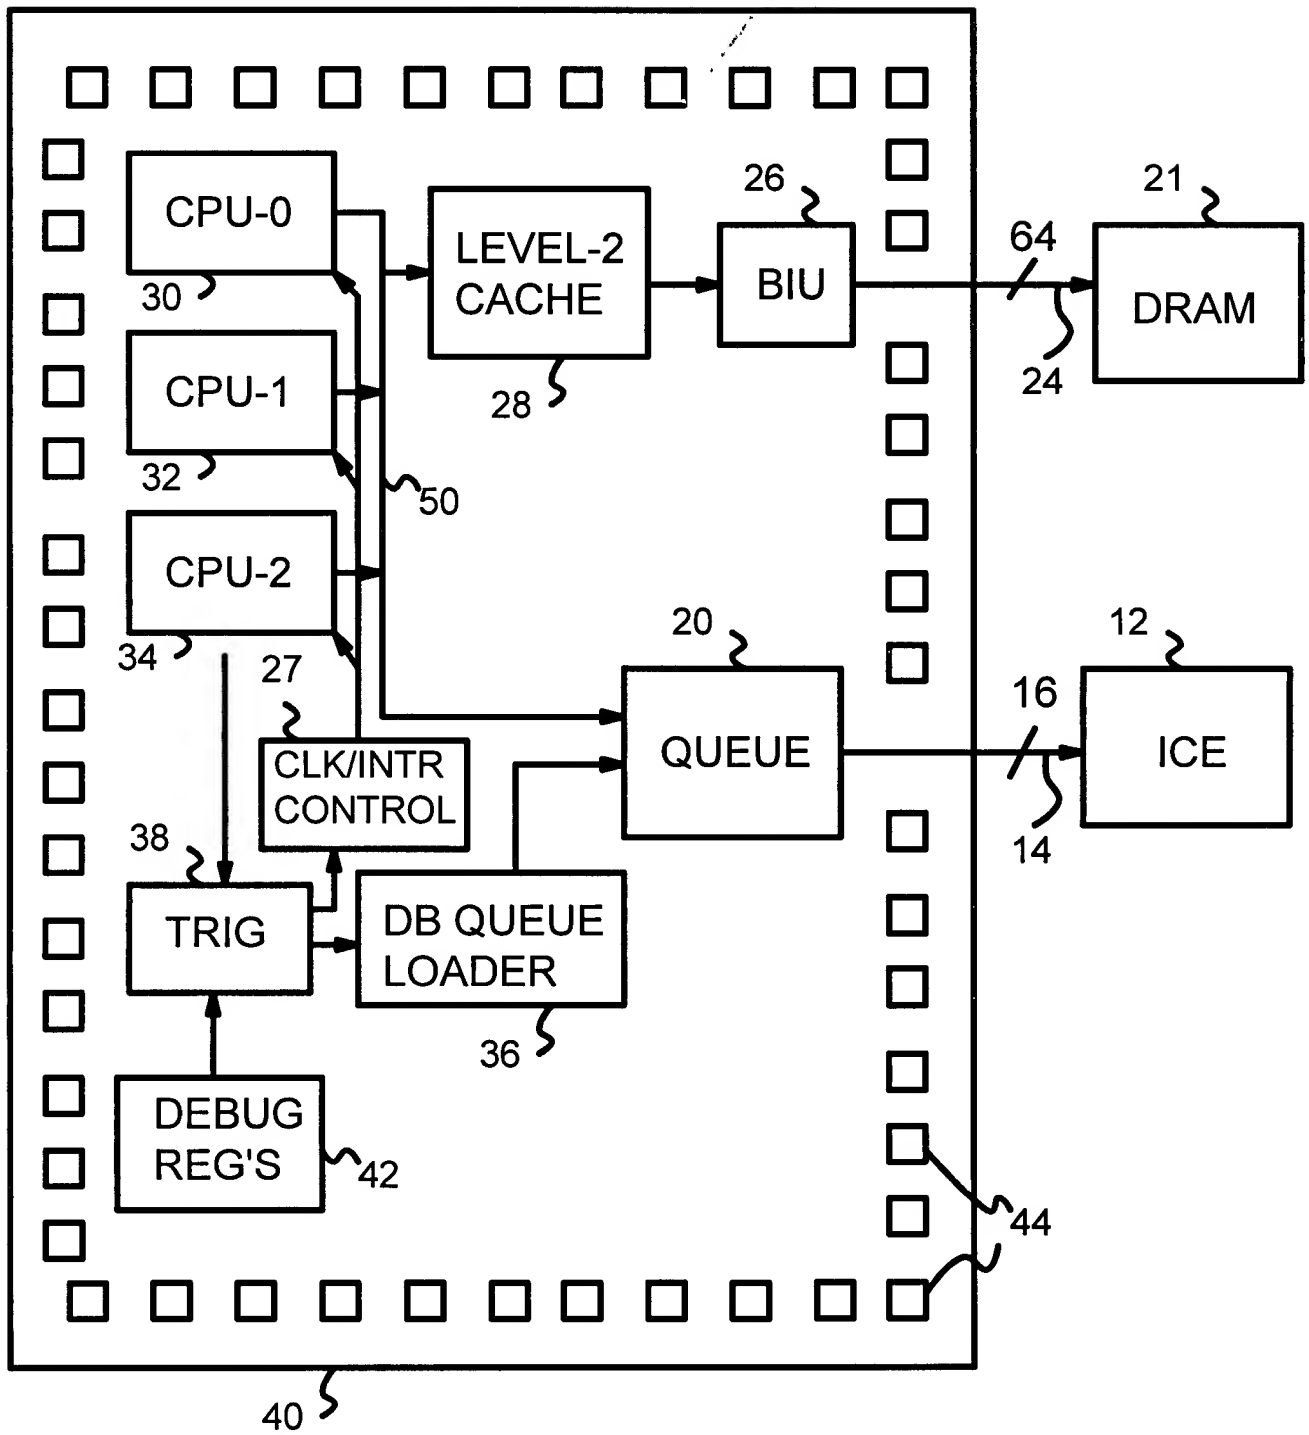 CPU-0
30
LEVEL-2
CACHE
28
26
BIU
64
24
21
DRAM
CPU-1
32
50
CPU-2
34
27
CLK/INTR
CONTROL
20
QUEUE
16
14
12
ICE
38
TRIG
DB QUEUE
LOADER
36
DEBUG
REG'S
42
44
40